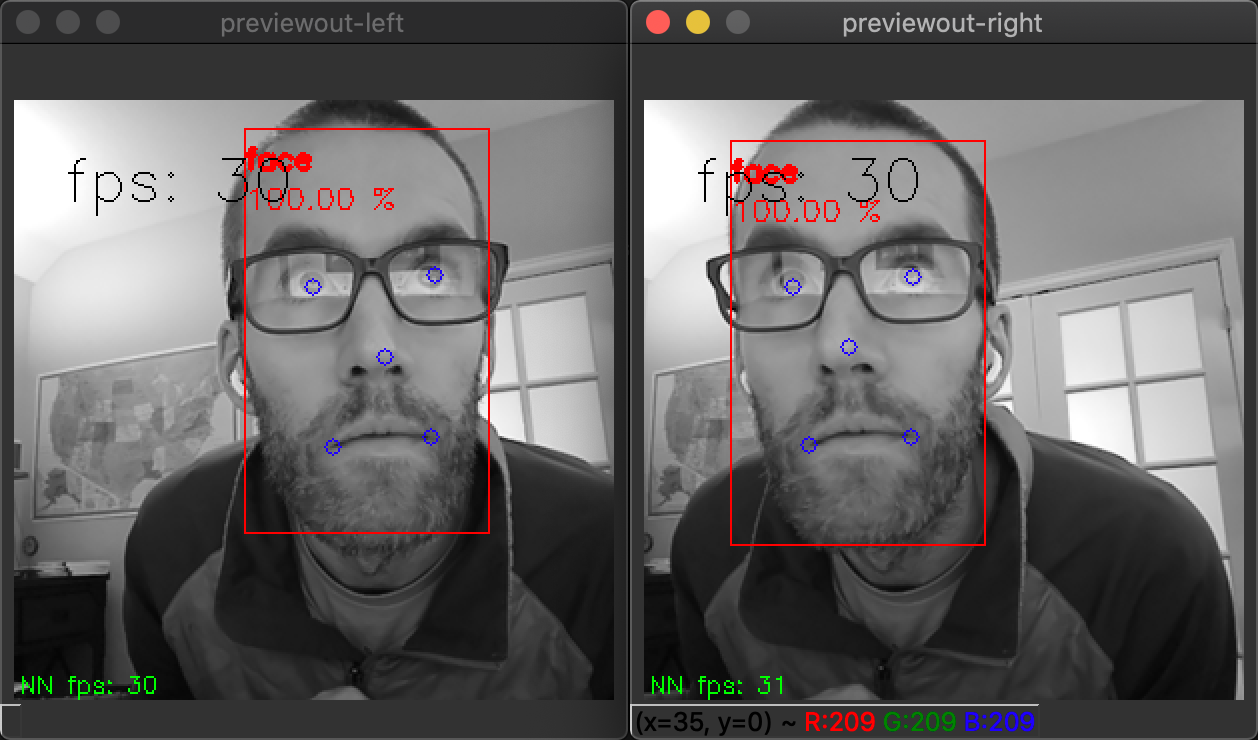 previewout-left
fps: 30
face
100.00 %
NN fps: 30
previewout-right
fps: 30
face
100.00 %
NN fps: 31
(x=35, y=0) ~ R:209 G:209 B:209